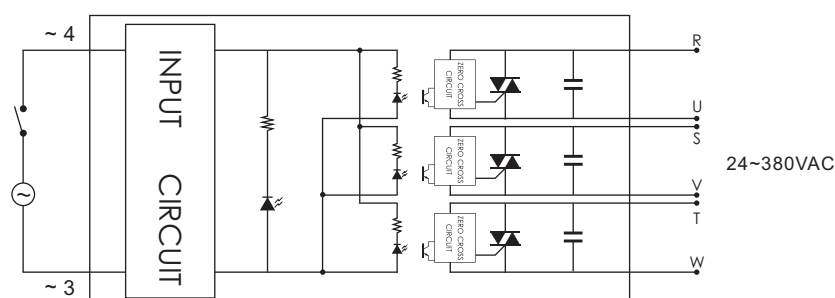 ~ 4
~ 3
INPUT CIRCUIT
ZERO CROSS
CIRCUIT
ZERO CROSS
CIRCUIT
ZERO CROSS
CIRCUIT
R
U
S
V
T
W
24~380VAC
~